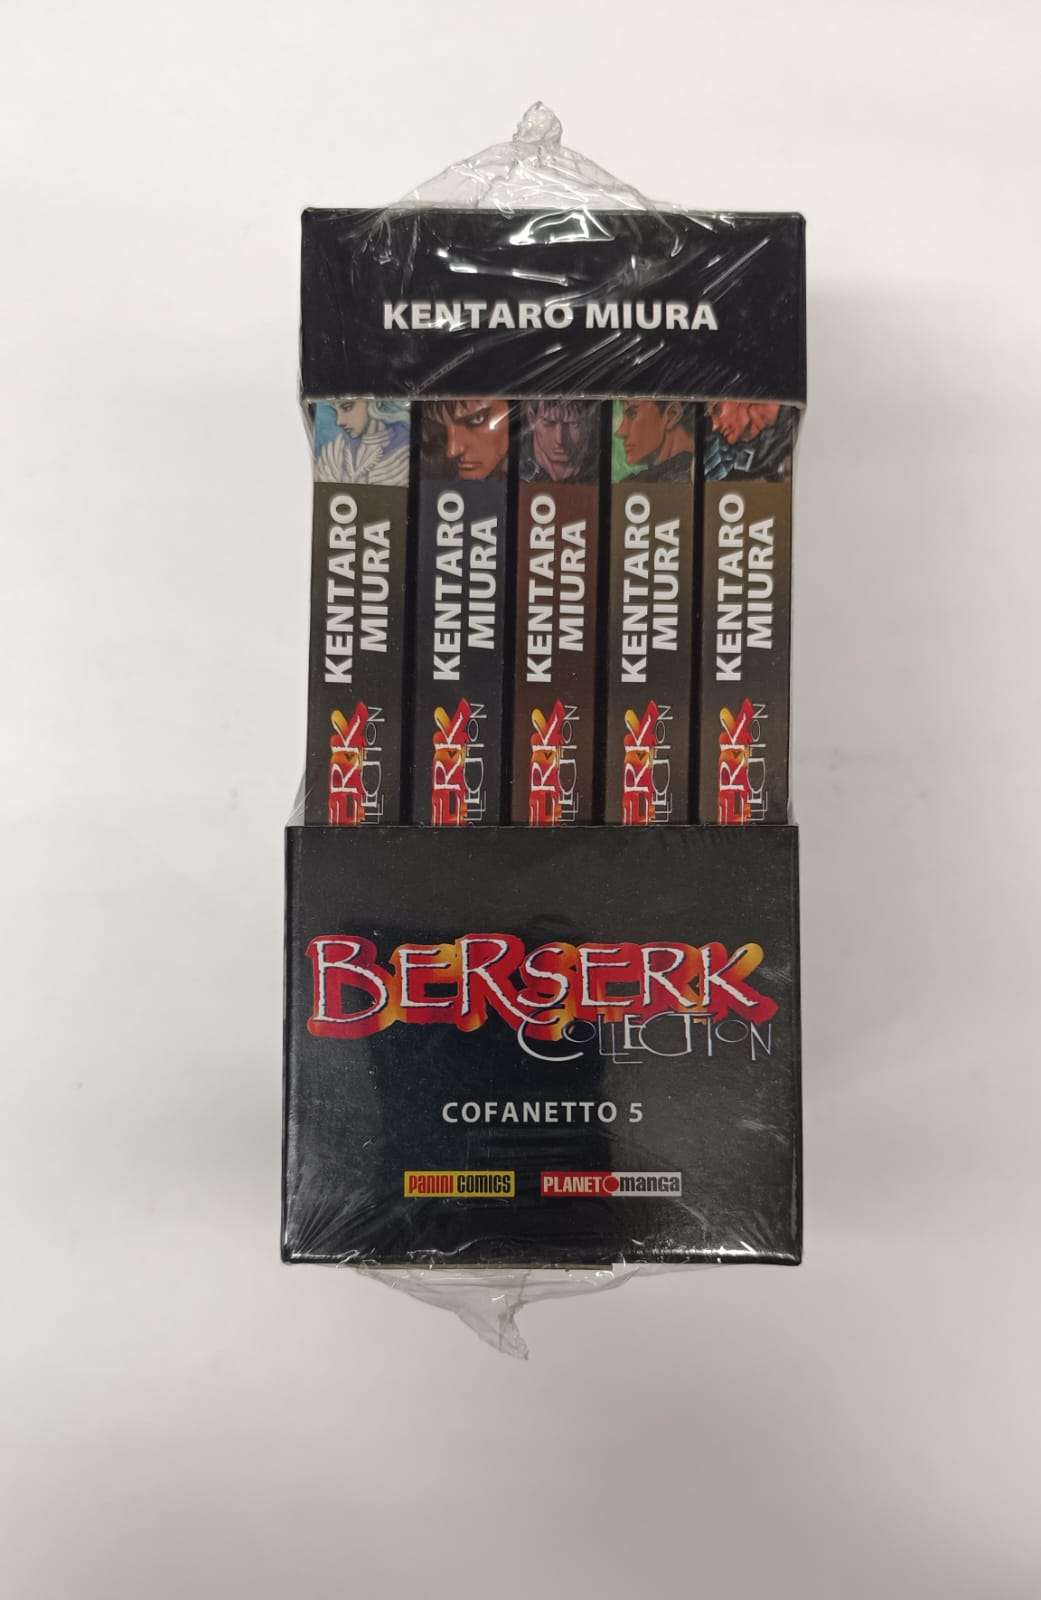 KENTARO MIURA
KENTARO
MIURA
KENTARO
MIURA
KENTARO
MIURA
KENTARO
MIURA
KENTARO
MIURA
BERSERK
COLLECTION
COFANETTO 5
PANINI COMICS
PLANET manga